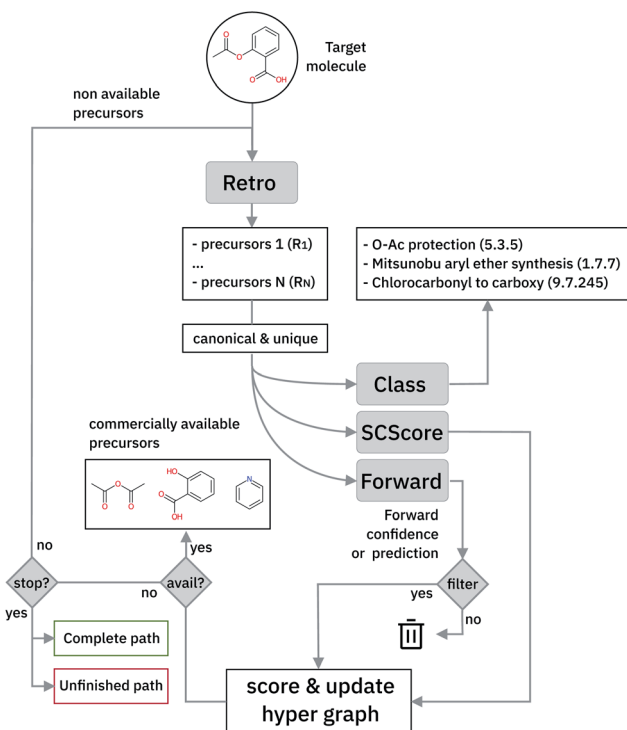 O
O
O
OH
Target
molecule
non available
precursors
Retro
- precursors 1 (R1)
...
- precursors N (RN)
- O-Ac protection (5.3.5)
- Mitsunobu aryl ether synthesis (1.7.7)
- Chlorocarbonyl to carboxy (9.7.245)
canonical & unique
Class
commercially available
precursors
SCScore
O
O
O
HO
O
OH
N
Forward
Forward
confidence
or prediction
no
yes
stop?
no
avail?
yes
filter
yes
no
Complete path
Unfinished path
score & update
hyper graph